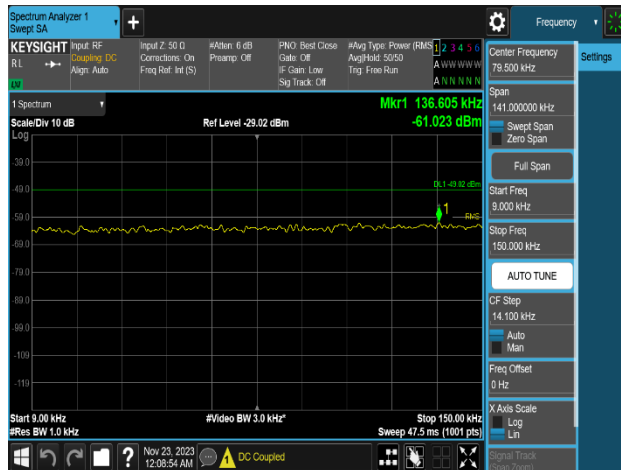 Spectrum Analyzer 1
Swept SA
Frequency
KEYSIGHT
Input: RF
Input Z: 50 Ω
#Atten: 6 dB
PNO: Best Close
#Avg Type: Power (RMS
1 2 3 4 5 6
RL
Coupling: DC
Corrections: On
Preamp: Off
Gate: Off
Avg|Hold: 50/50
A W W W W W
Align: Auto
Freq Ref: Int (S)
IF Gain: Low
Trig: Free Run
Sig Track: Off
A N N N N N
1 Spectrum
Mkr1 136.605 kHz
Scale/Div 10 dB
Ref Level -29.02 dBm
-61.023 dBm
Log
-39.0
-49.0
DL1 -49.02 dBm
-59.0
1
RMS
-69.0
-79.0
-89.0
-99.0
-109
-119
Start 9.00 kHz
#Video BW 3.0 kHz*
Stop 150.00 kHz
#Res BW 1.0 kHz
Sweep 47.5 ms (1001 pts)
Nov 23, 2023
12:08:54 AM
DC Coupled
Settings
Center Frequency
79.500 kHz
Span
141.000000 kHz
Swept Span
Zero Span
Full Span
Start Freq
9.000 kHz
Stop Freq
150.000 kHz
AUTO TUNE
CF Step
14.100 kHz
Auto
Man
Freq Offset
0 Hz
X Axis Scale
Log
Lin
Signal Track
(Span Zoom)